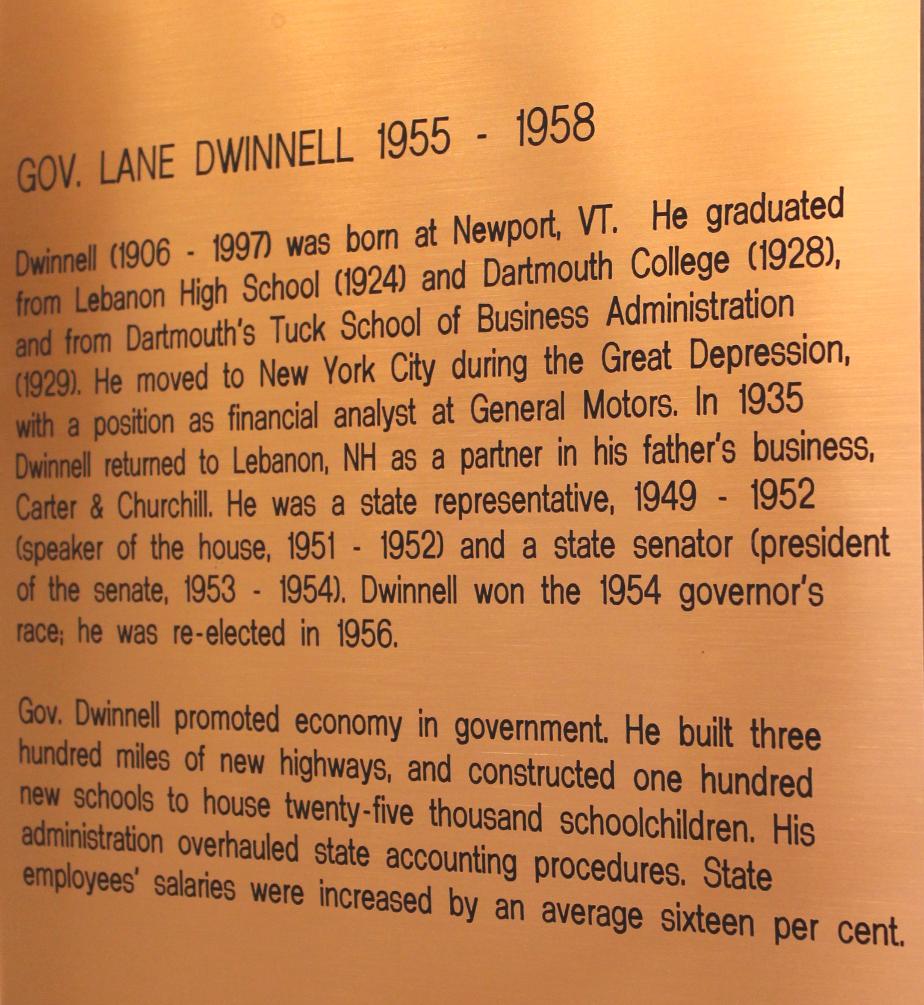 GOV. LANE DWINNELL 1955 - 1958
Dwinnell (1906 - 1997) was born at Newport, VT. He graduated
from Lebanon High School (1924) and Dartmouth College (1928),
and from Dartmouth's Tuck School of Business Administration
(1929). He moved to New York City during the Great Depression,
with a position as financial analyst at General Motors. In 1935
Dwinnell returned to Lebanon, NH as a partner in his father's business,
Carter & Churchill. He was a state representative, 1949 - 1952
(speaker of the house, 1951 - 1952) and a state senator (president
of the senate, 1953 - 1954). Dwinnell won the 1954 governor's
race; he was re-elected in 1956.
Gov. Dwinnell promoted economy in government. He built three
hundred miles of new highways, and constructed one hundred
new schools to house twenty-five thousand schoolchildren. His
administration overhauled state accounting procedures. State
employees' salaries were increased by an average sixteen per cent.